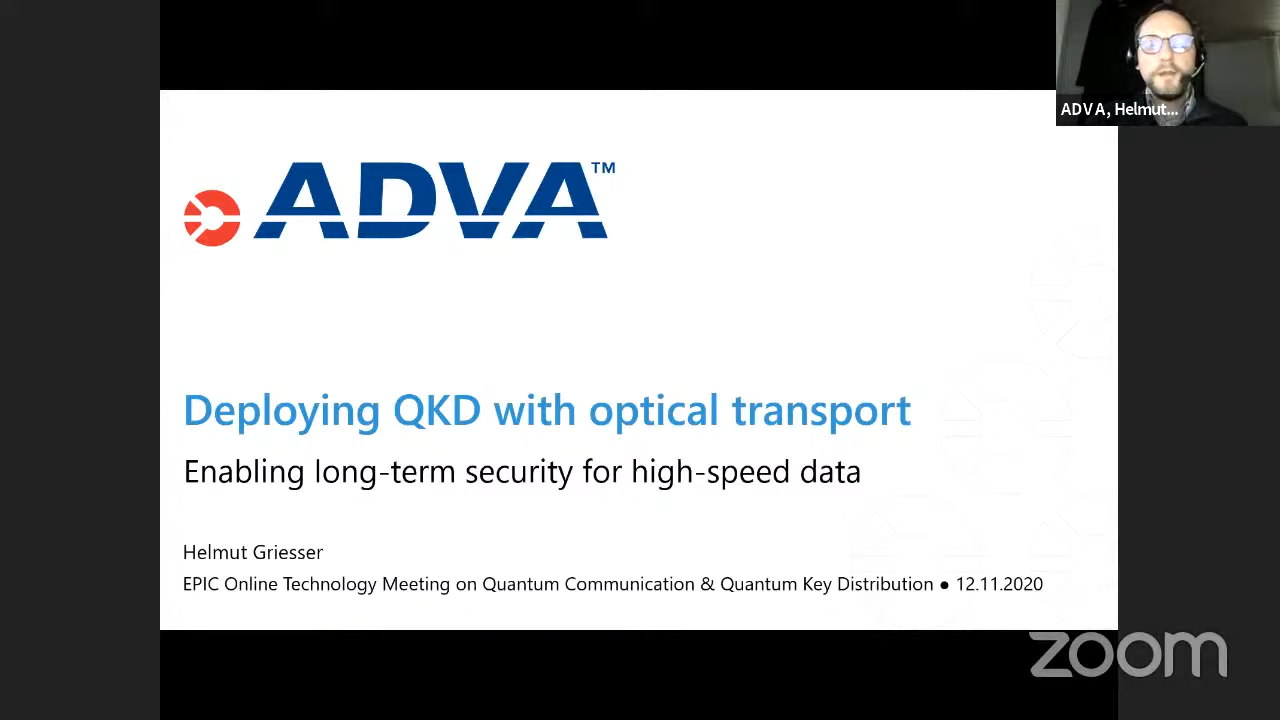 ADVA, Helmut...
ADVA™
Deploying QKD with optical transport
Enabling long-term security for high-speed data
Helmut Griesser
EPIC Online Technology Meeting on Quantum Communication & Quantum Key Distribution ● 12.11.2020
zoom